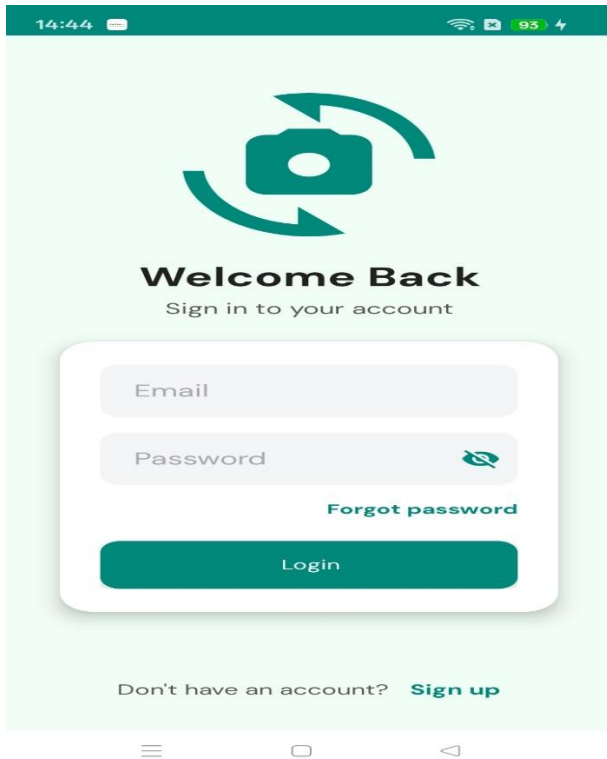 14:44
93
Welcome Back
Sign in to your account
Email
Password
Forgot password
Login
Don't have an account? Sign up